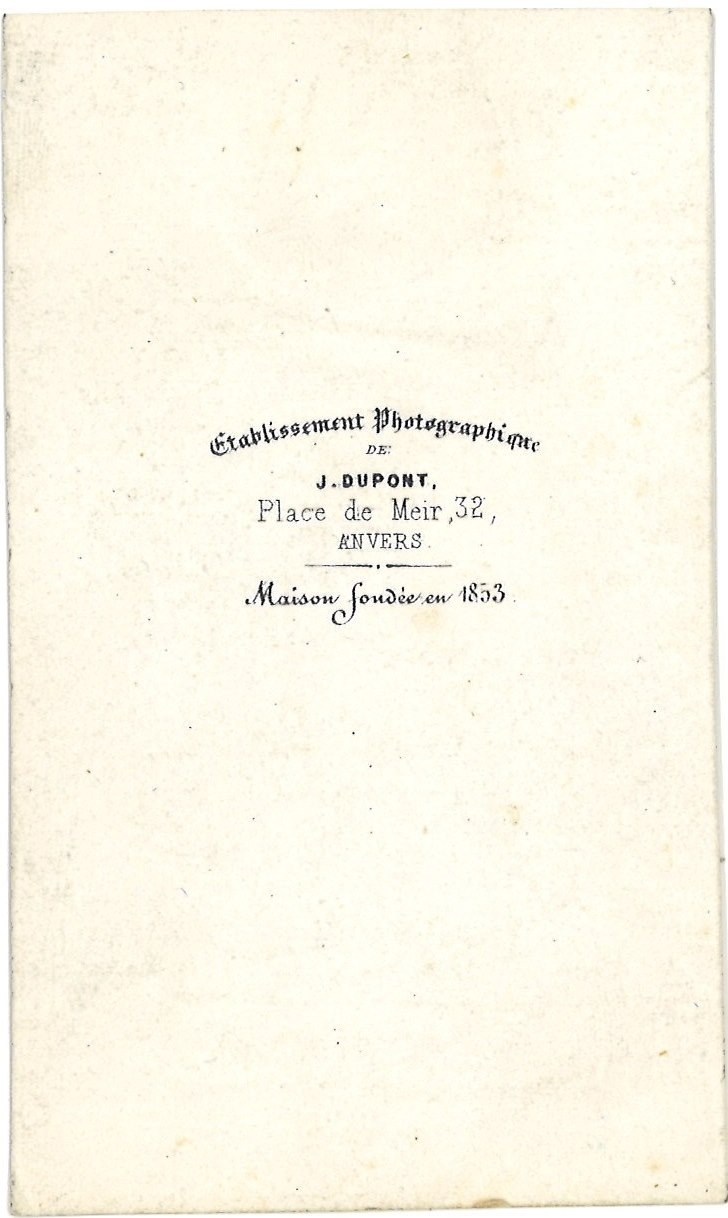 Etablissement Photographique
DE
J. DUPONT,
Place de Meir, 32,
ANVERS.
Maison fondée en 1853.